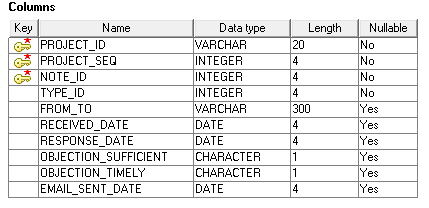 Columns
Key Name Data type Length Nullable
PROJECT_ID VARCHAR 20 No
PROJECT_SEQ INTEGER 4 No
NOTE_ID INTEGER 4 No
TYPE_ID INTEGER 4 No
FROM_TO VARCHAR 300 Yes
RECEIVED_DATE DATE 4 Yes
RESPONSE_DATE DATE 4 Yes
OBJECTION_SUFFICIENT CHARACTER 1 Yes
OBJECTION_TIMELY CHARACTER 1 Yes
EMAIL_SENT_DATE DATE 4 Yes